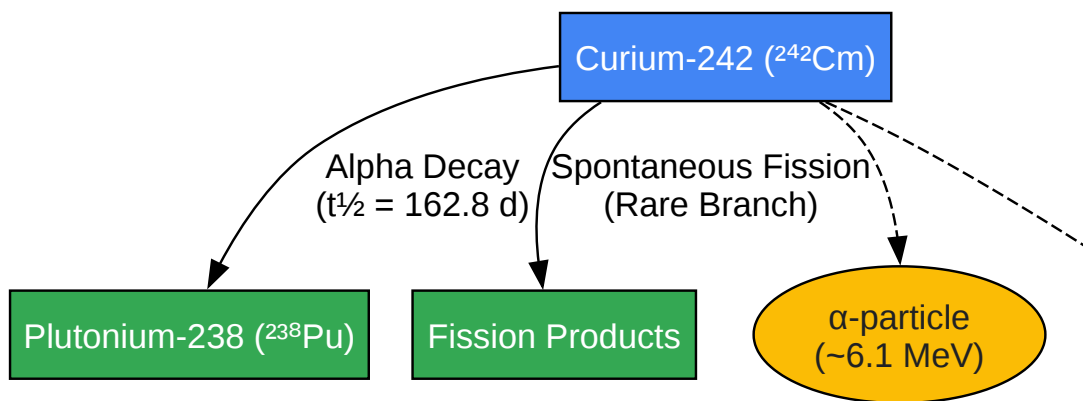 Curium-242 (²⁴²Cm)
Alpha Decay
(t½ = 162.8 d)
Spontaneous Fission
(Rare Branch)
Plutonium-238 (²³⁸Pu)
Fission Products
α-particle
(~6.1 MeV)